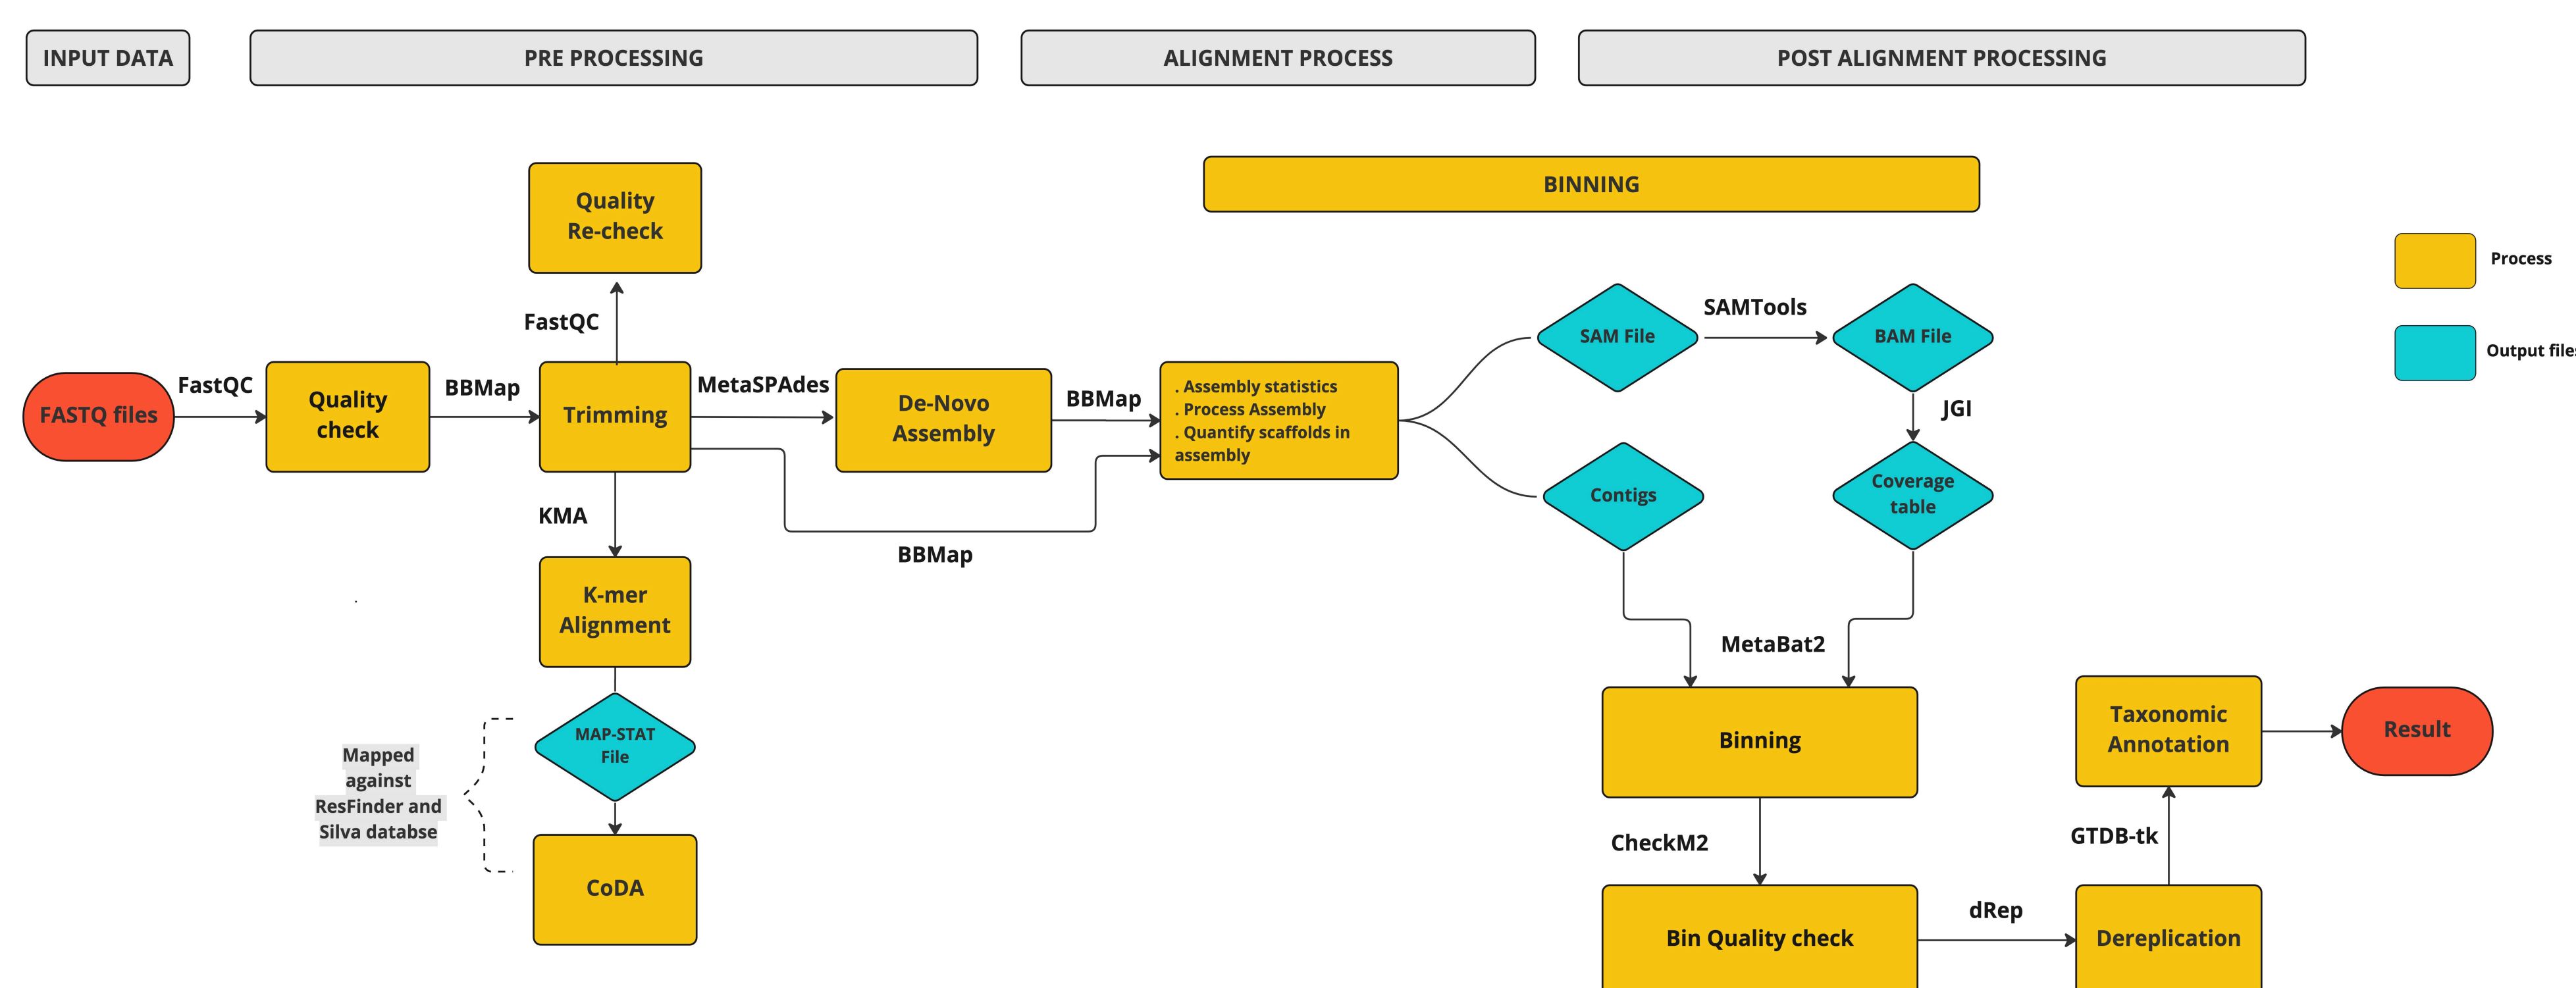 INPUT DATA
PRE PROCESSING
ALIGNMENT PROCESS
POST ALIGNMENT PROCESSING
BINNING
Quality
Re-check
FastQC
FASTQ files
FastQC
Quality
check
BBMap
Trimming
MetaSPAdes
De-Novo
Assembly
BBMap
BBMap
. Assembly statistics
. Process Assembly
. Quantify scaffolds in
assembly
SAM File
SAMTools
BAM File
JGI
Contigs
Coverage
table
MetaBat2
Binning
CheckM2
Bin Quality check
dRep
Dereplication
GTDB-tk
Taxonomic
Annotation
Result
KMA
K-mer
Alignment
MAP-STAT
File
CoDA
Mapped
against
ResFinder and
Silva databse
Process
Output files